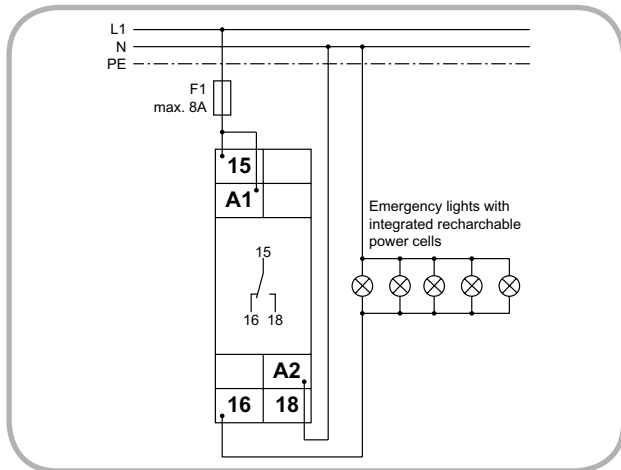 L1
N
PE
F1
max. 8A
15
A1
Emergency lights with
integrated recharchable
power cells
15
16 18
A2
16 18